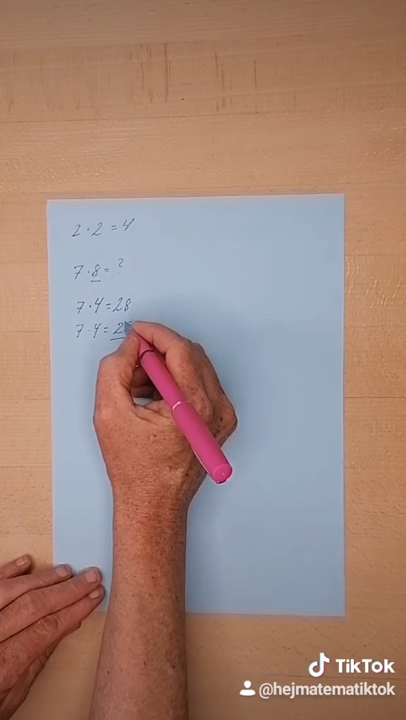 2 · 2 = 4
7 · 8 = ?
7 · 4 = 28
7 · 4 =
TikTok
@hejmatematiktok